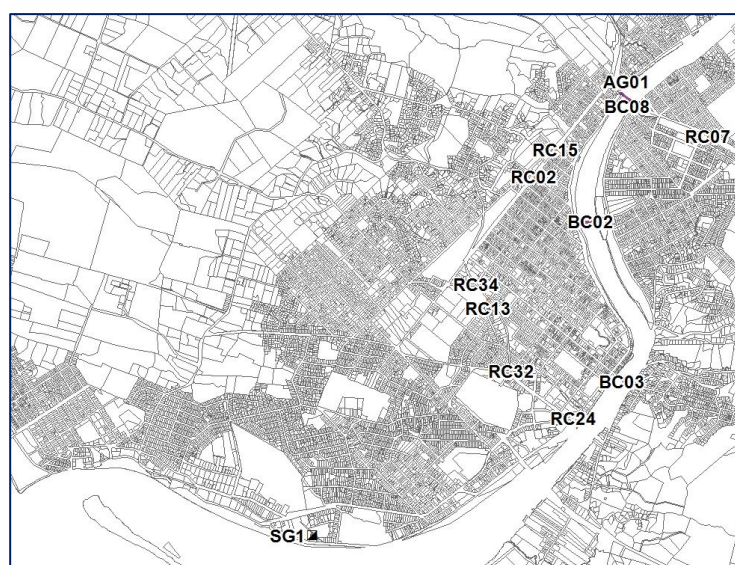 AG01
BC08
RC07
RC15
RC02
BC02
RC34
RC13
RC32
BC03
RC24
SG1